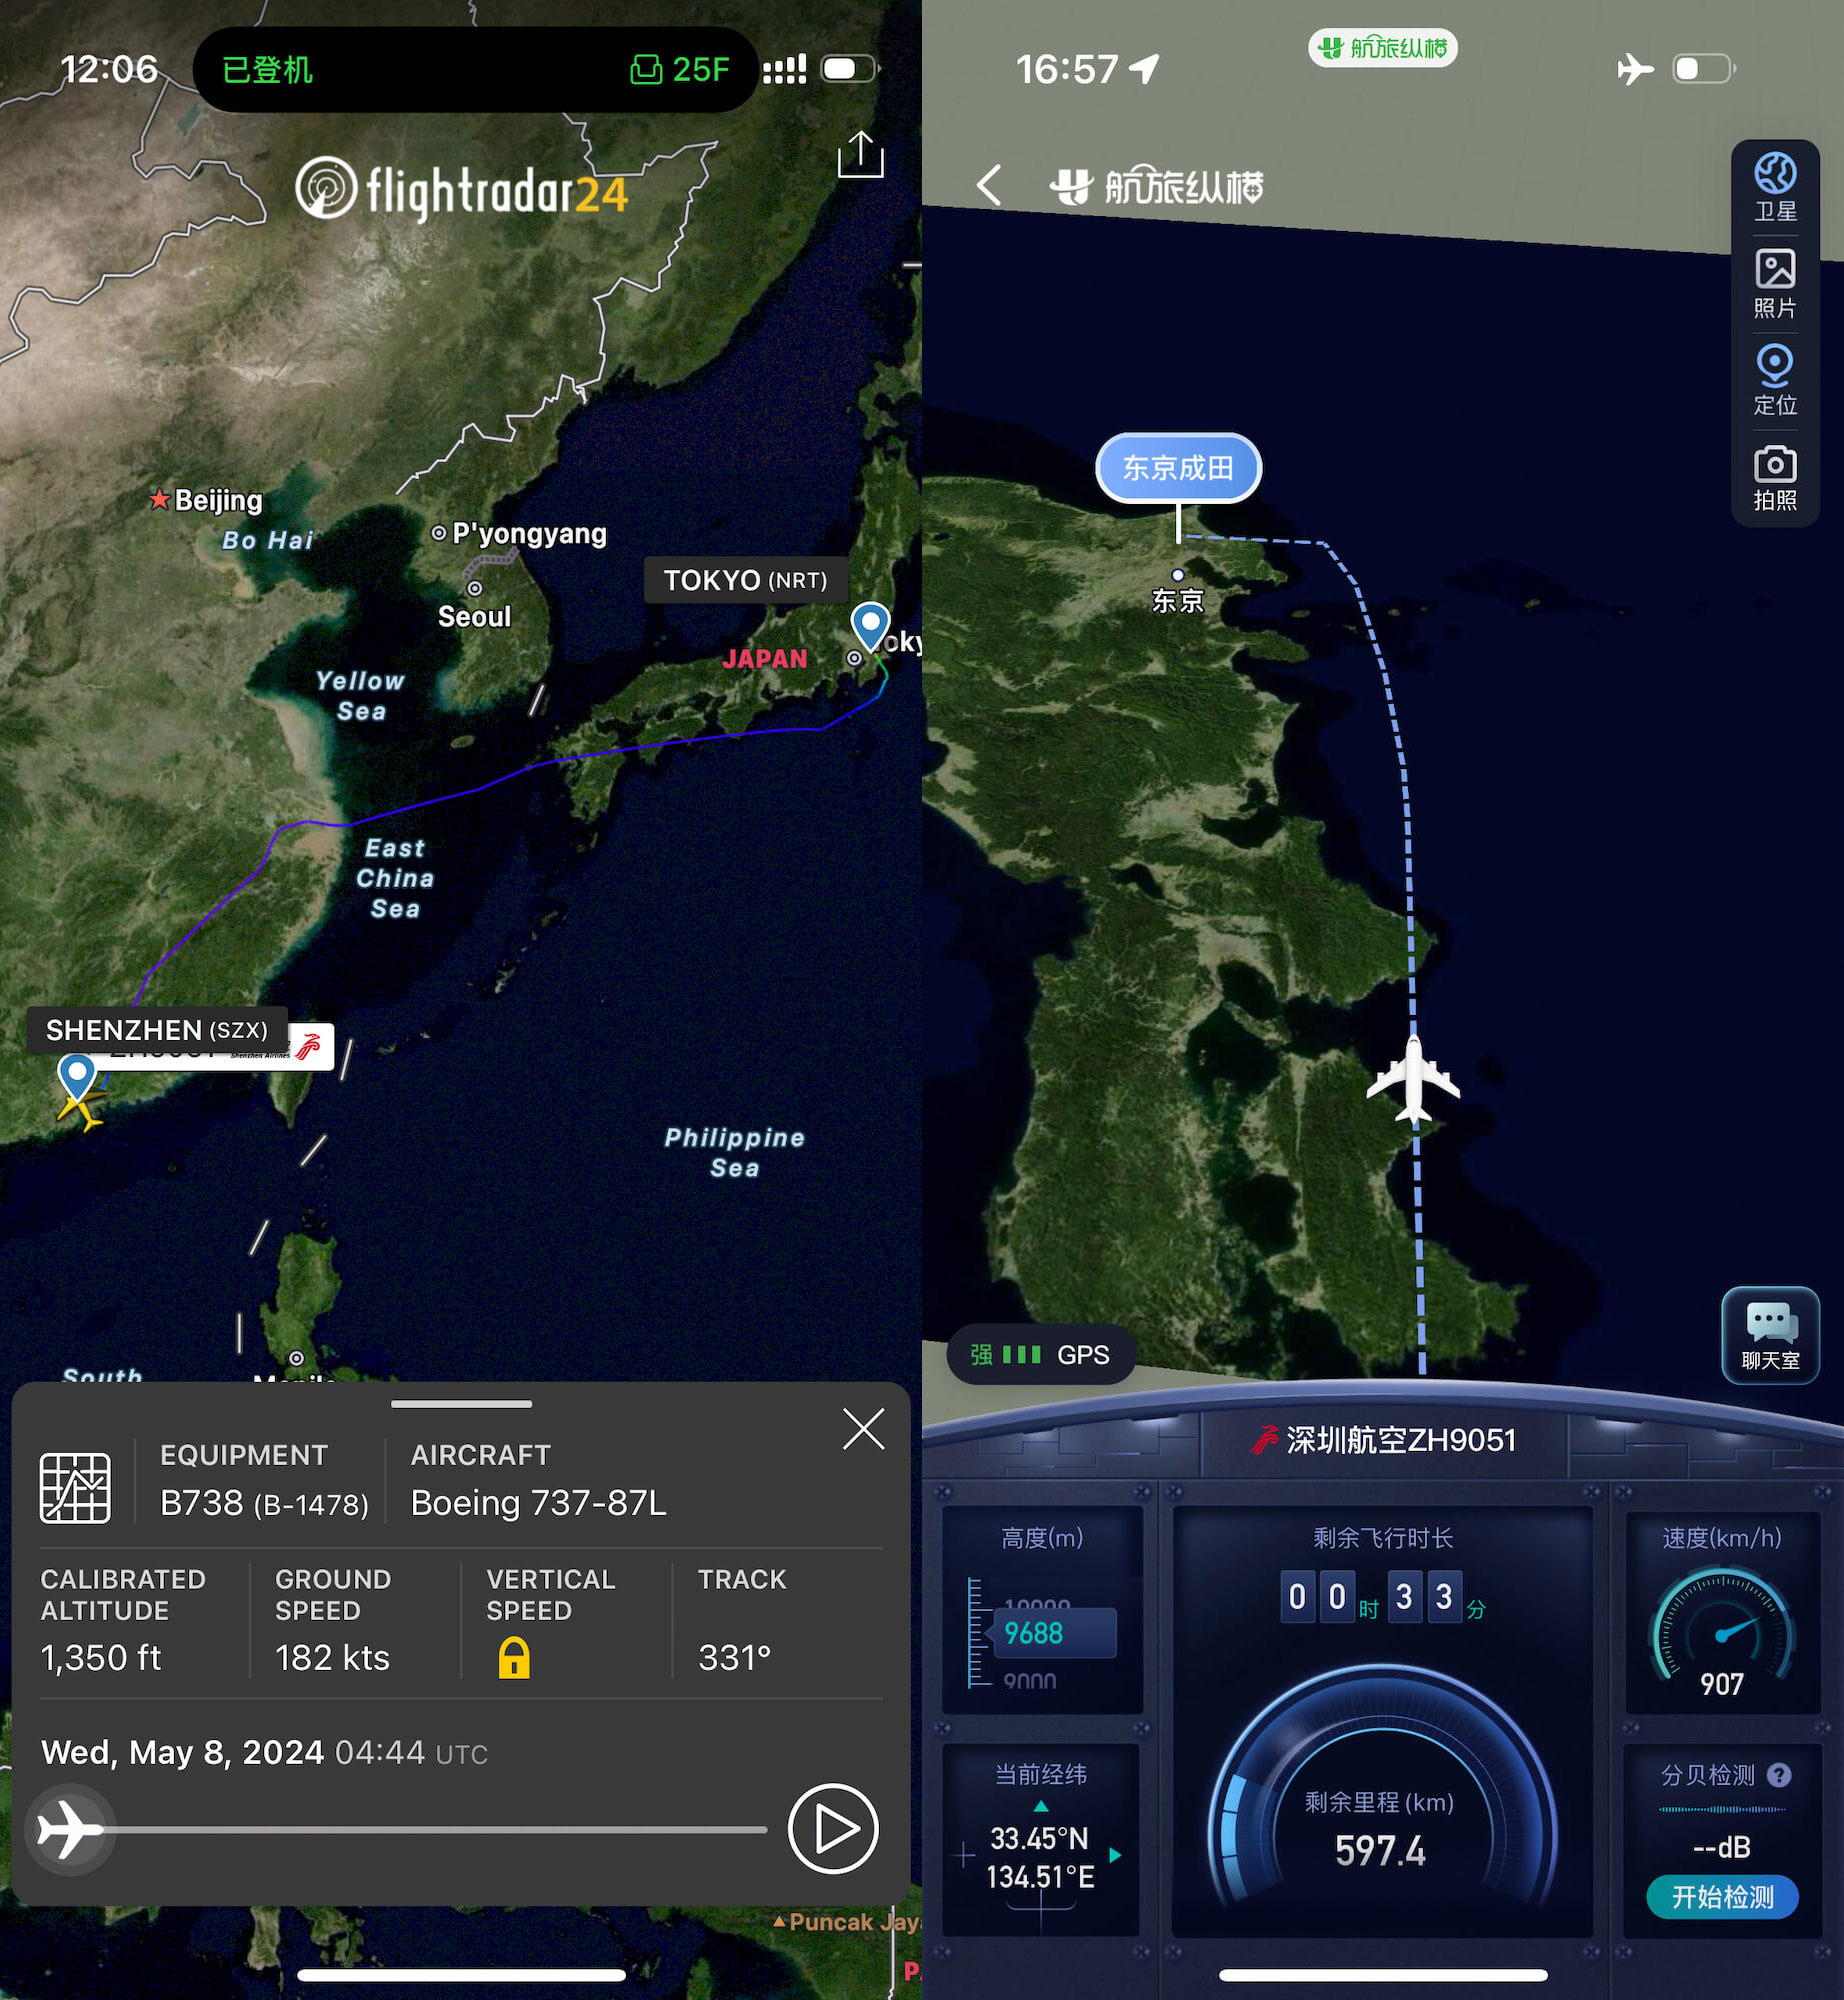 12:06
已登机
25F
flightradar24
Beijing
Bo Hai
P'yongyang
Seoul
TOKYO (NRT)
JAPAN
Yellow
Sea
East
China
Sea
SHENZHEN (SZX)
Shenzhen Airlines
Philippine
Sea
South
EQUIPMENT
B738 (B-1478)
AIRCRAFT
Boeing 737-87L
CALIBRATED
ALTITUDE
1,350 ft
GROUND
SPEED
182 kts
VERTICAL
SPEED
TRACK
331°
Wed, May 8, 2024 04:44 UTC
Puncak Jay
16:57
航旅纵横
航旅纵横
卫星
照片
定位
拍照
东京成田
东京
强 GPS
聊天室
深圳航空ZH9051
高度(m)
10000
9688
9000
剩余飞行时长
00时33分
速度(km/h)
907
当前经纬
33.45°N
134.51°E
剩余里程 (km)
597.4
分贝检测 ?
--dB
开始检测